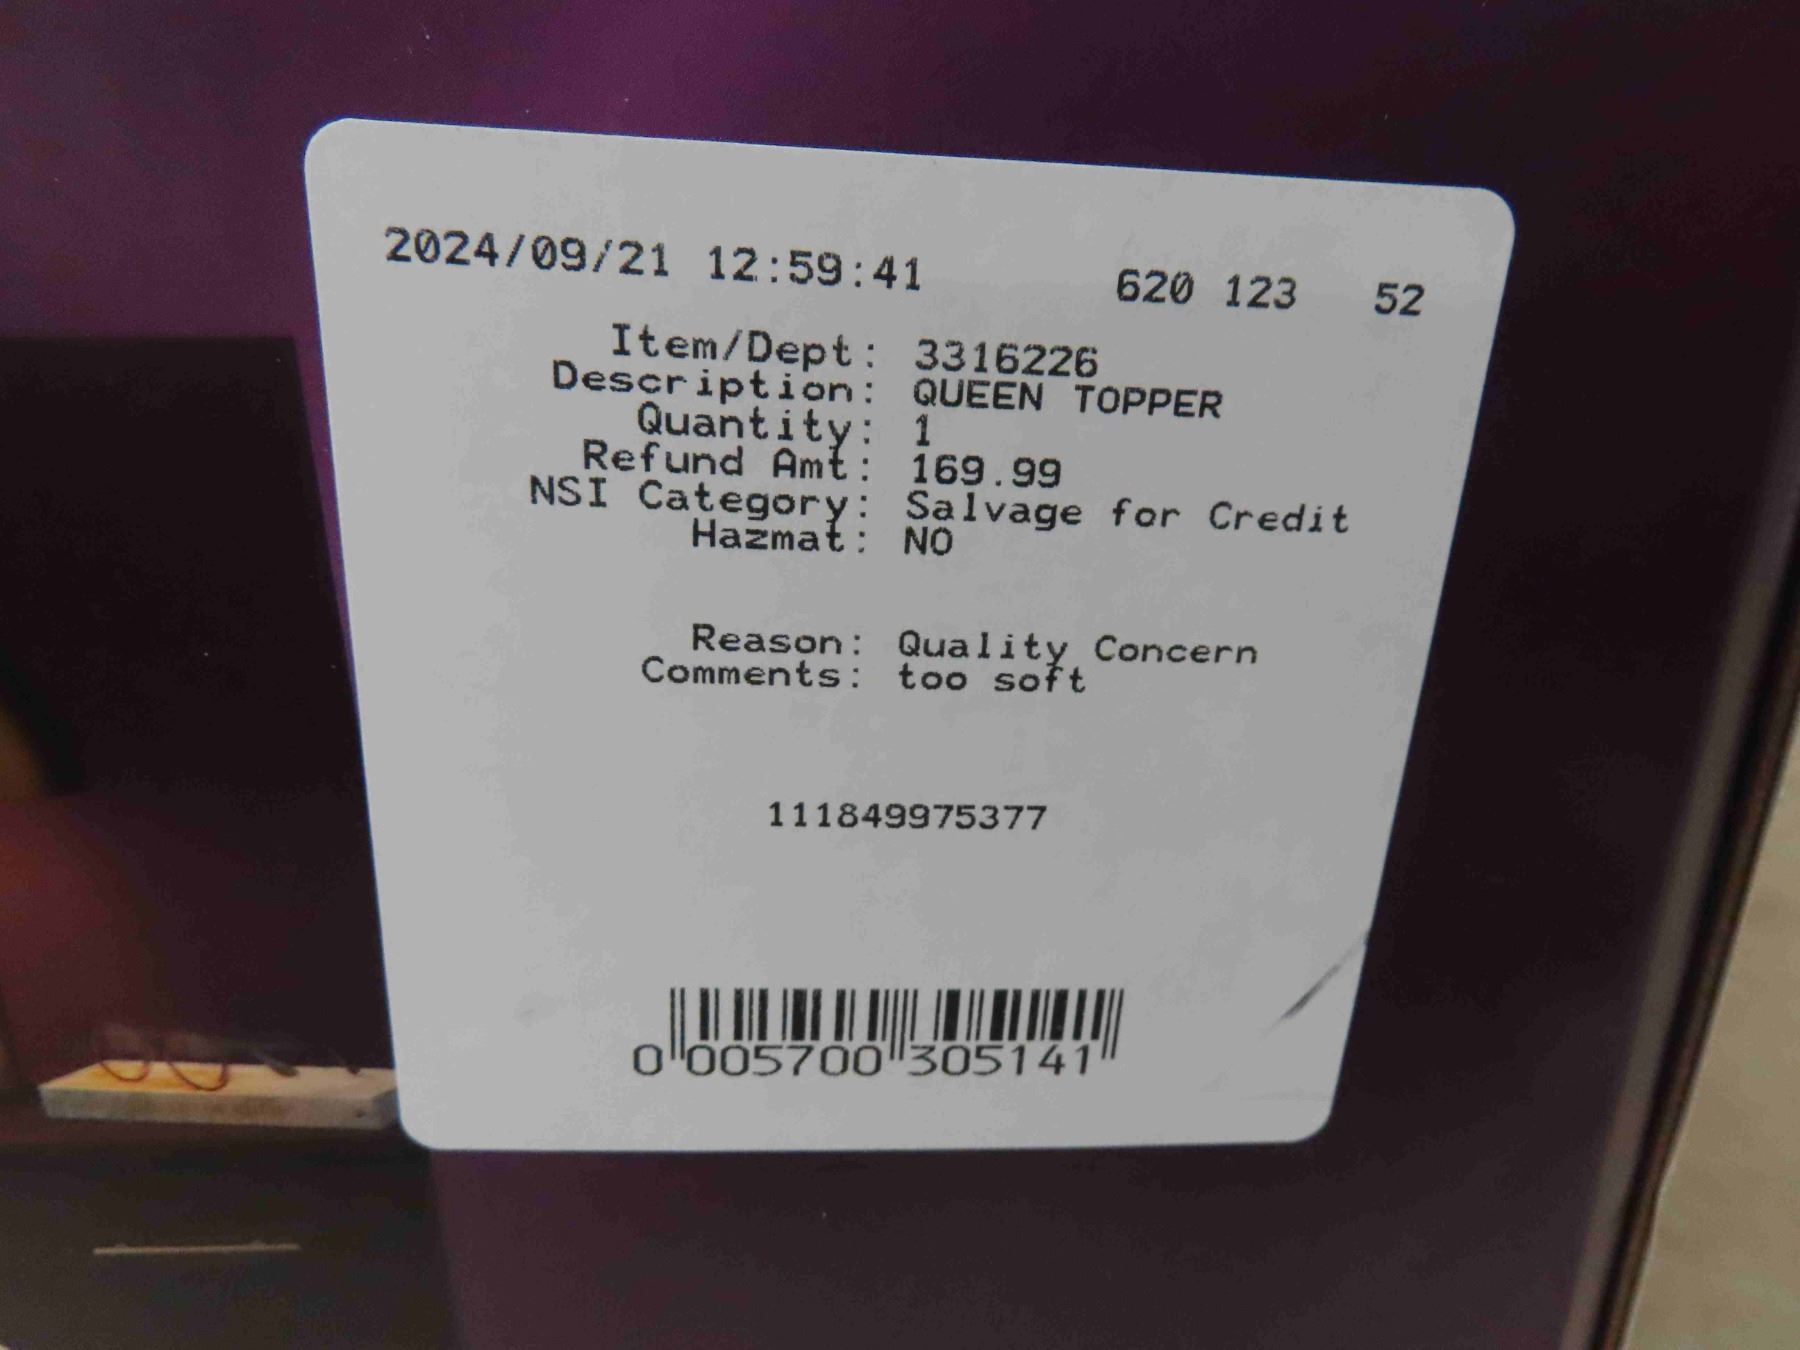 2024/09/21 12:59:41 620 123 52
Item/Dept: 3316226
Description: QUEEN TOPPER
Quantity: 1
Refund Amt: 169.99
NSI Category: Salvage for Credit
Hazmat: NO
Reason: Quality Concern
Comments: too soft
111849975377
0 005700 305141